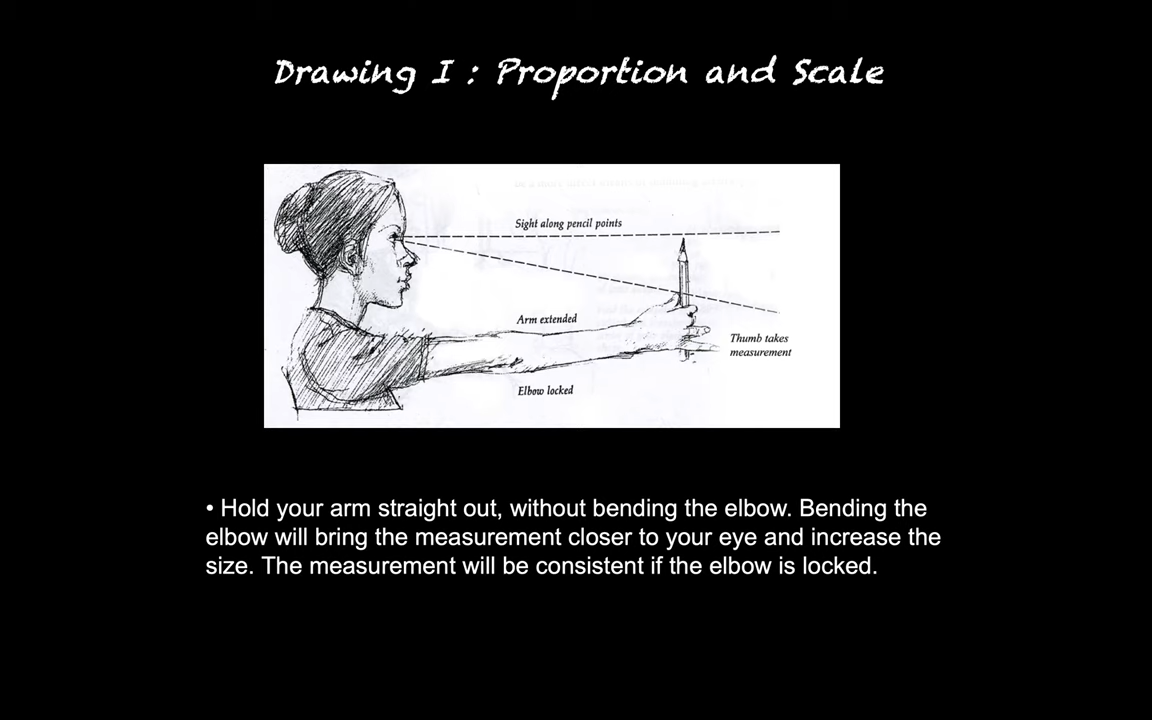 Drawing I : Proportion and Scale
Sight along pencil points
Arm extended
Thumb takes
measurement
Elbow locked
• Hold your arm straight out, without bending the elbow. Bending the
elbow will bring the measurement closer to your eye and increase the
size. The measurement will be consistent if the elbow is locked.